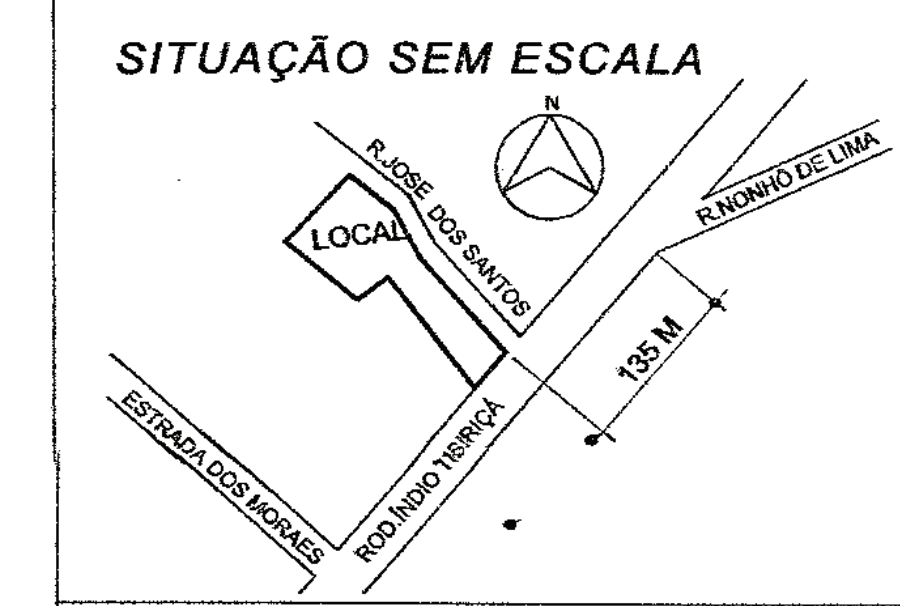 SITUAÇÃO SEM ESCALA
N
R.JOSE DOS SANTOS
R.NONHÔ DE LIMA
LOCAL
135 M
ESTRADA DOS MORAES
ROD.ÍNDIO TIBIRIÇÁ